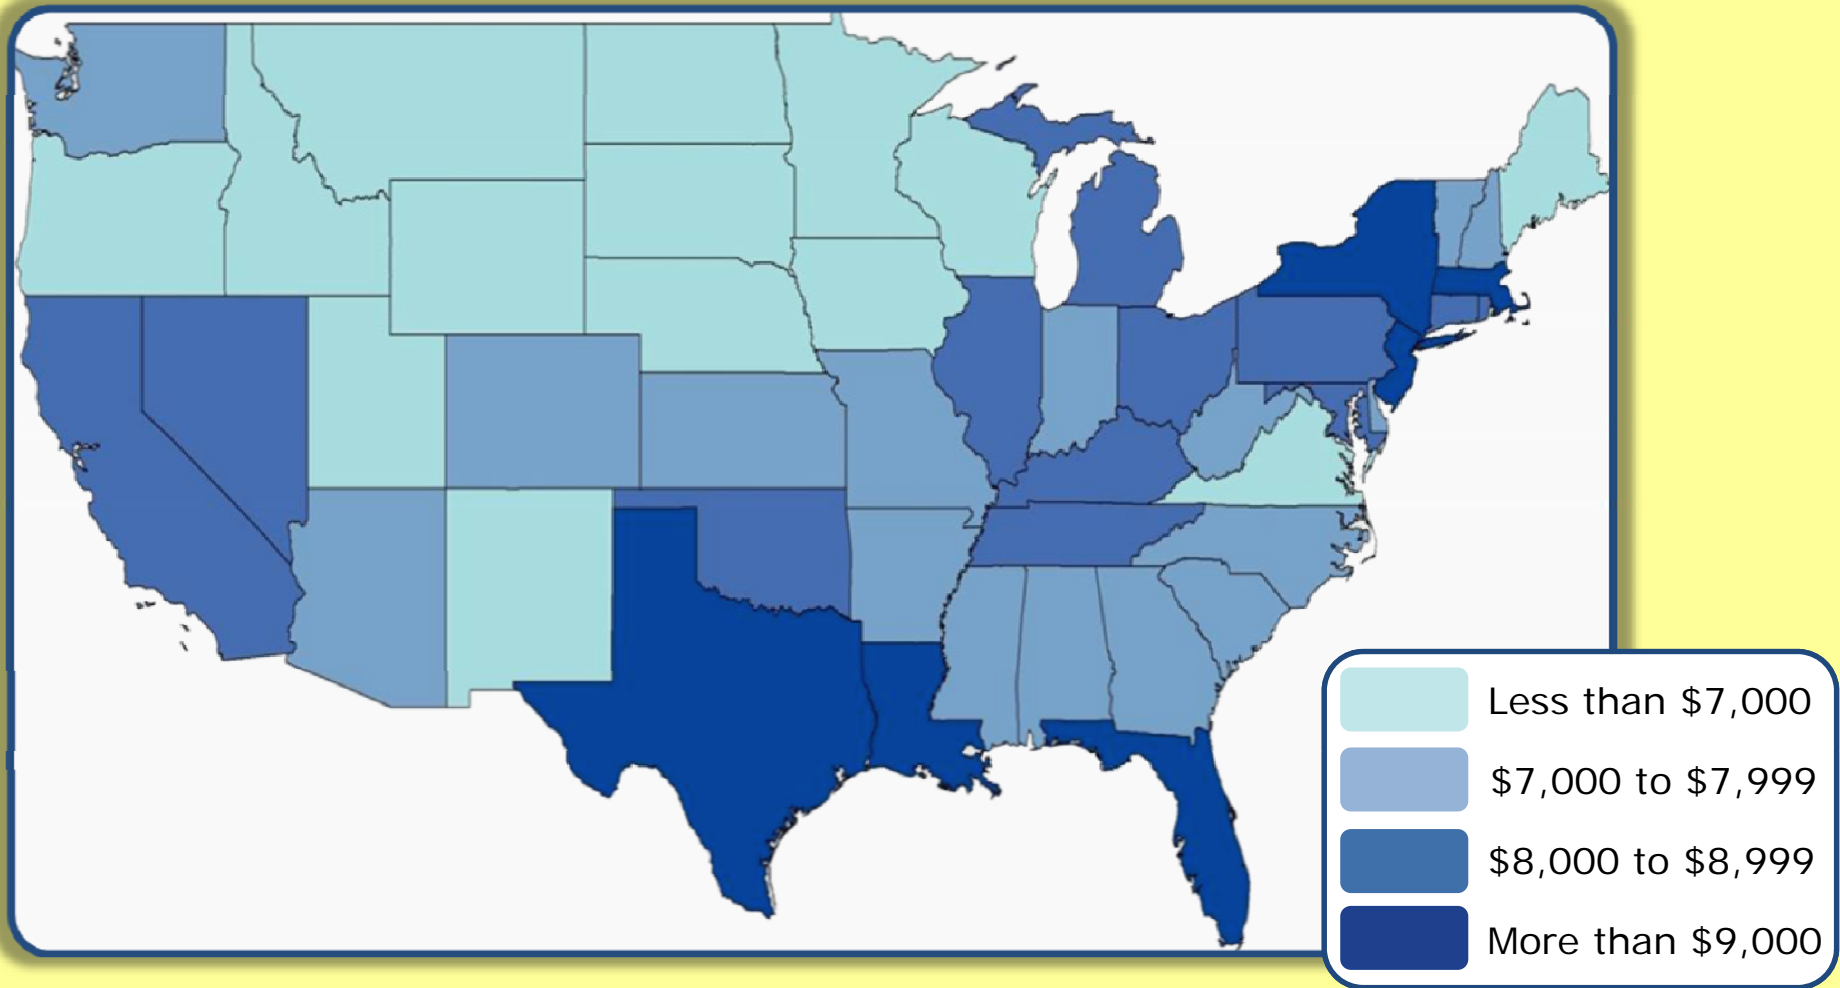 Less than $7,000
$7,000 to $7,999
$8,000 to $8,999
More than $9,000